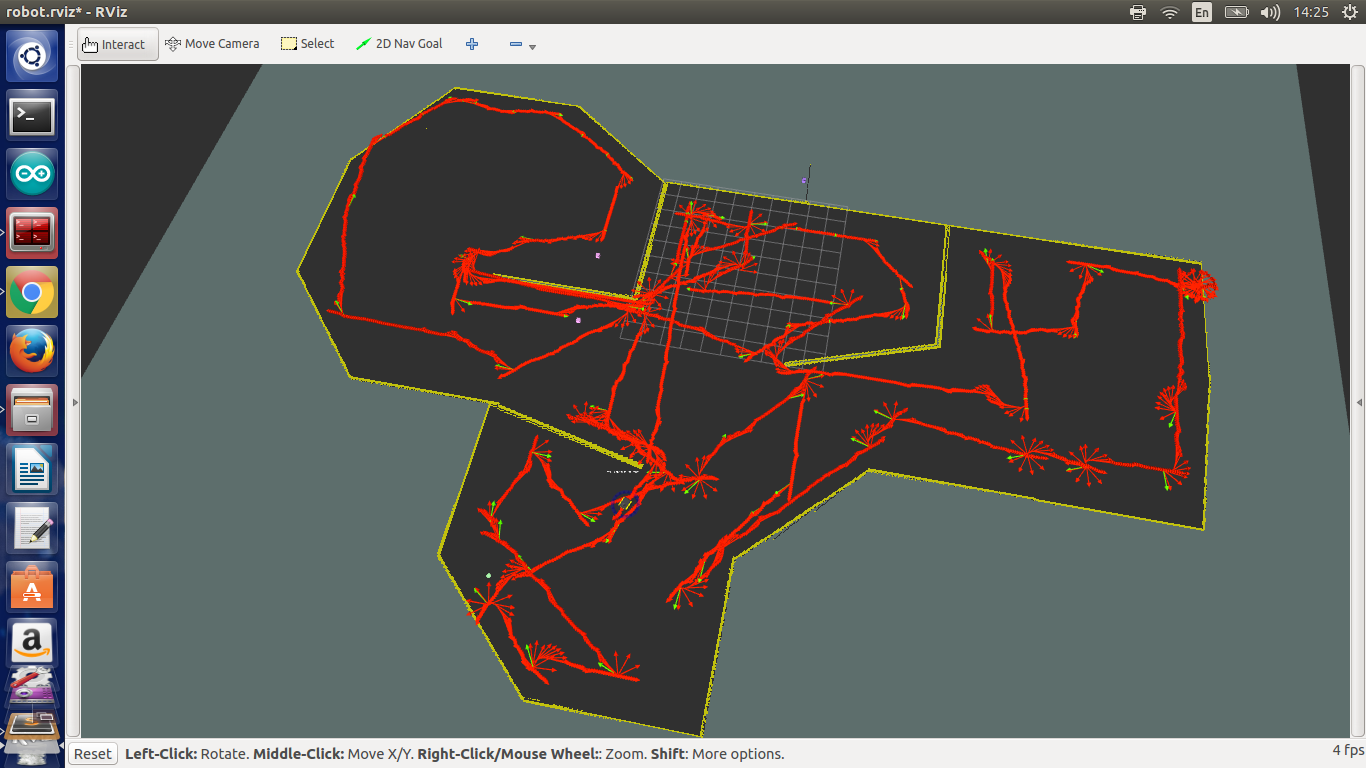 robot.rviz* - RViz
En
14:25
Interact
Move Camera
Select
2D Nav Goal
Reset
Left-Click: Rotate. Middle-Click: Move X/Y. Right-Click/Mouse Wheel:: Zoom. Shift: More options.
4 fps